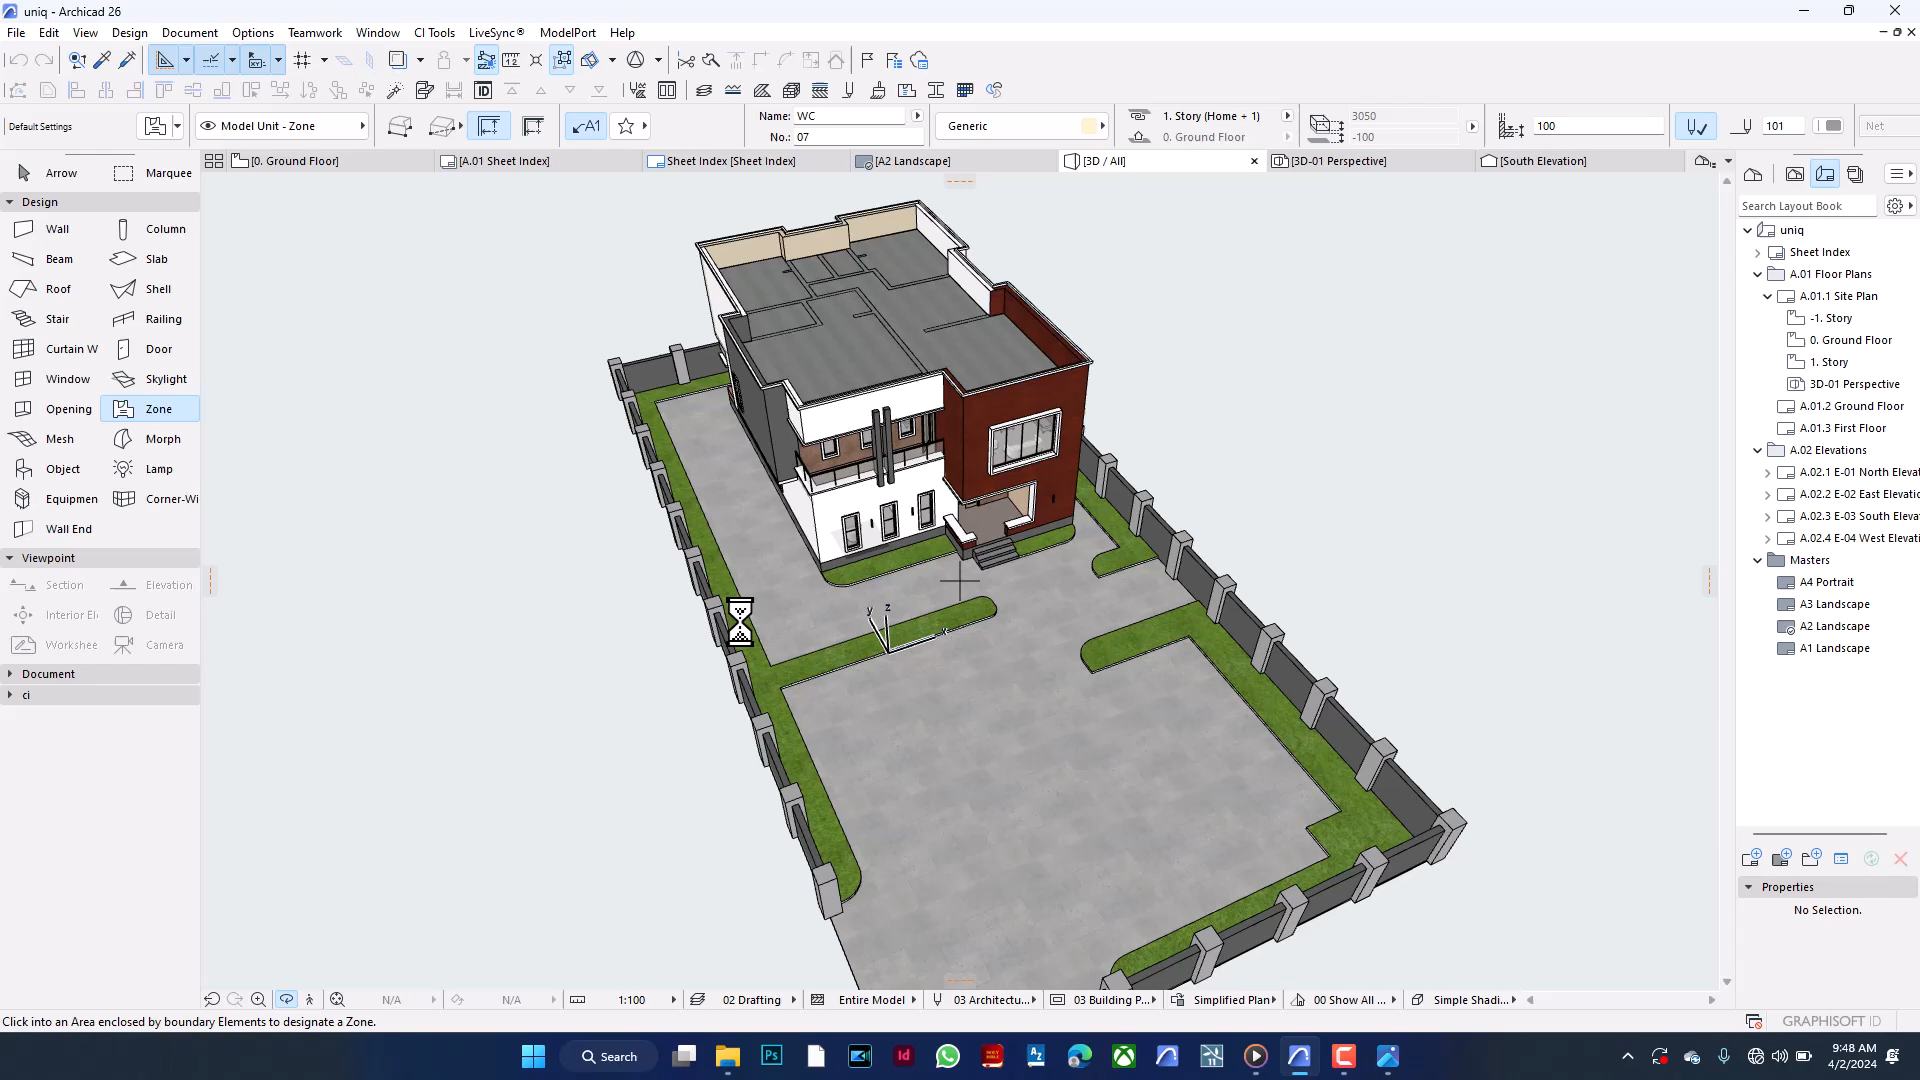 uniq - Archicad 26
File Edit View Design Document Options Teamwork Window CI Tools LiveSync® ModelPort Help
Default Settings
Model Unit - Zone
Name: WC
No.: 07
Generic
1. Story (Home + 1)
0. Ground Floor
3050
-100
100
101
Net
[0. Ground Floor]
[A.01 Sheet Index]
Sheet Index [Sheet Index]
[A2 Landscape]
[3D / All]
[3D-01 Perspective]
[South Elevation]
Arrow
Marquee
Design
Wall
Column
Beam
Slab
Roof
Shell
Stair
Railing
Curtain W
Door
Window
Skylight
Opening
Zone
Mesh
Morph
Object
Lamp
Equipmen
Corner-Wi
Wall End
Viewpoint
Section
Elevation
Interior El
Detail
Workshee
Camera
Document
ci
y z x
Search Layout Book
uniq
Sheet Index
A.01 Floor Plans
A.01.1 Site Plan
-1. Story
0. Ground Floor
1. Story
3D-01 Perspective
A.01.2 Ground Floor
A.01.3 First Floor
A.02 Elevations
A.02.1 E-01 North Elevat
A.02.2 E-02 East Elevatio
A.02.3 E-03 South Elevat
A.02.4 E-04 West Elevati
Masters
A4 Portrait
A3 Landscape
A2 Landscape
A1 Landscape
Properties
No Selection.
N/A
N/A
1:100
02 Drafting
Entire Model
03 Architectu...
03 Building P...
Simplified Plan
00 Show All ...
Simple Shadi...
Click into an Area enclosed by boundary Elements to designate a Zone.
GRAPHISOFT ID
Search
9:48 AM
4/2/2024